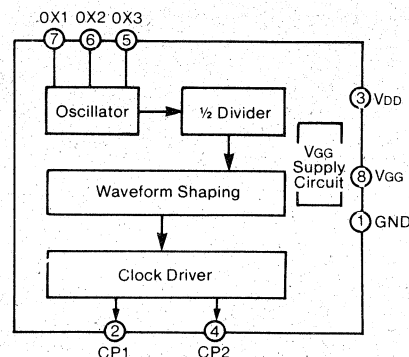 OX1 OX2 OX3
7 6 5
Oscillator
½ Divider
3 VDD
VGG
Supply
Circuit
8 VGG
Waveform Shaping
1 GND
Clock Driver
2 4
CP1 CP2